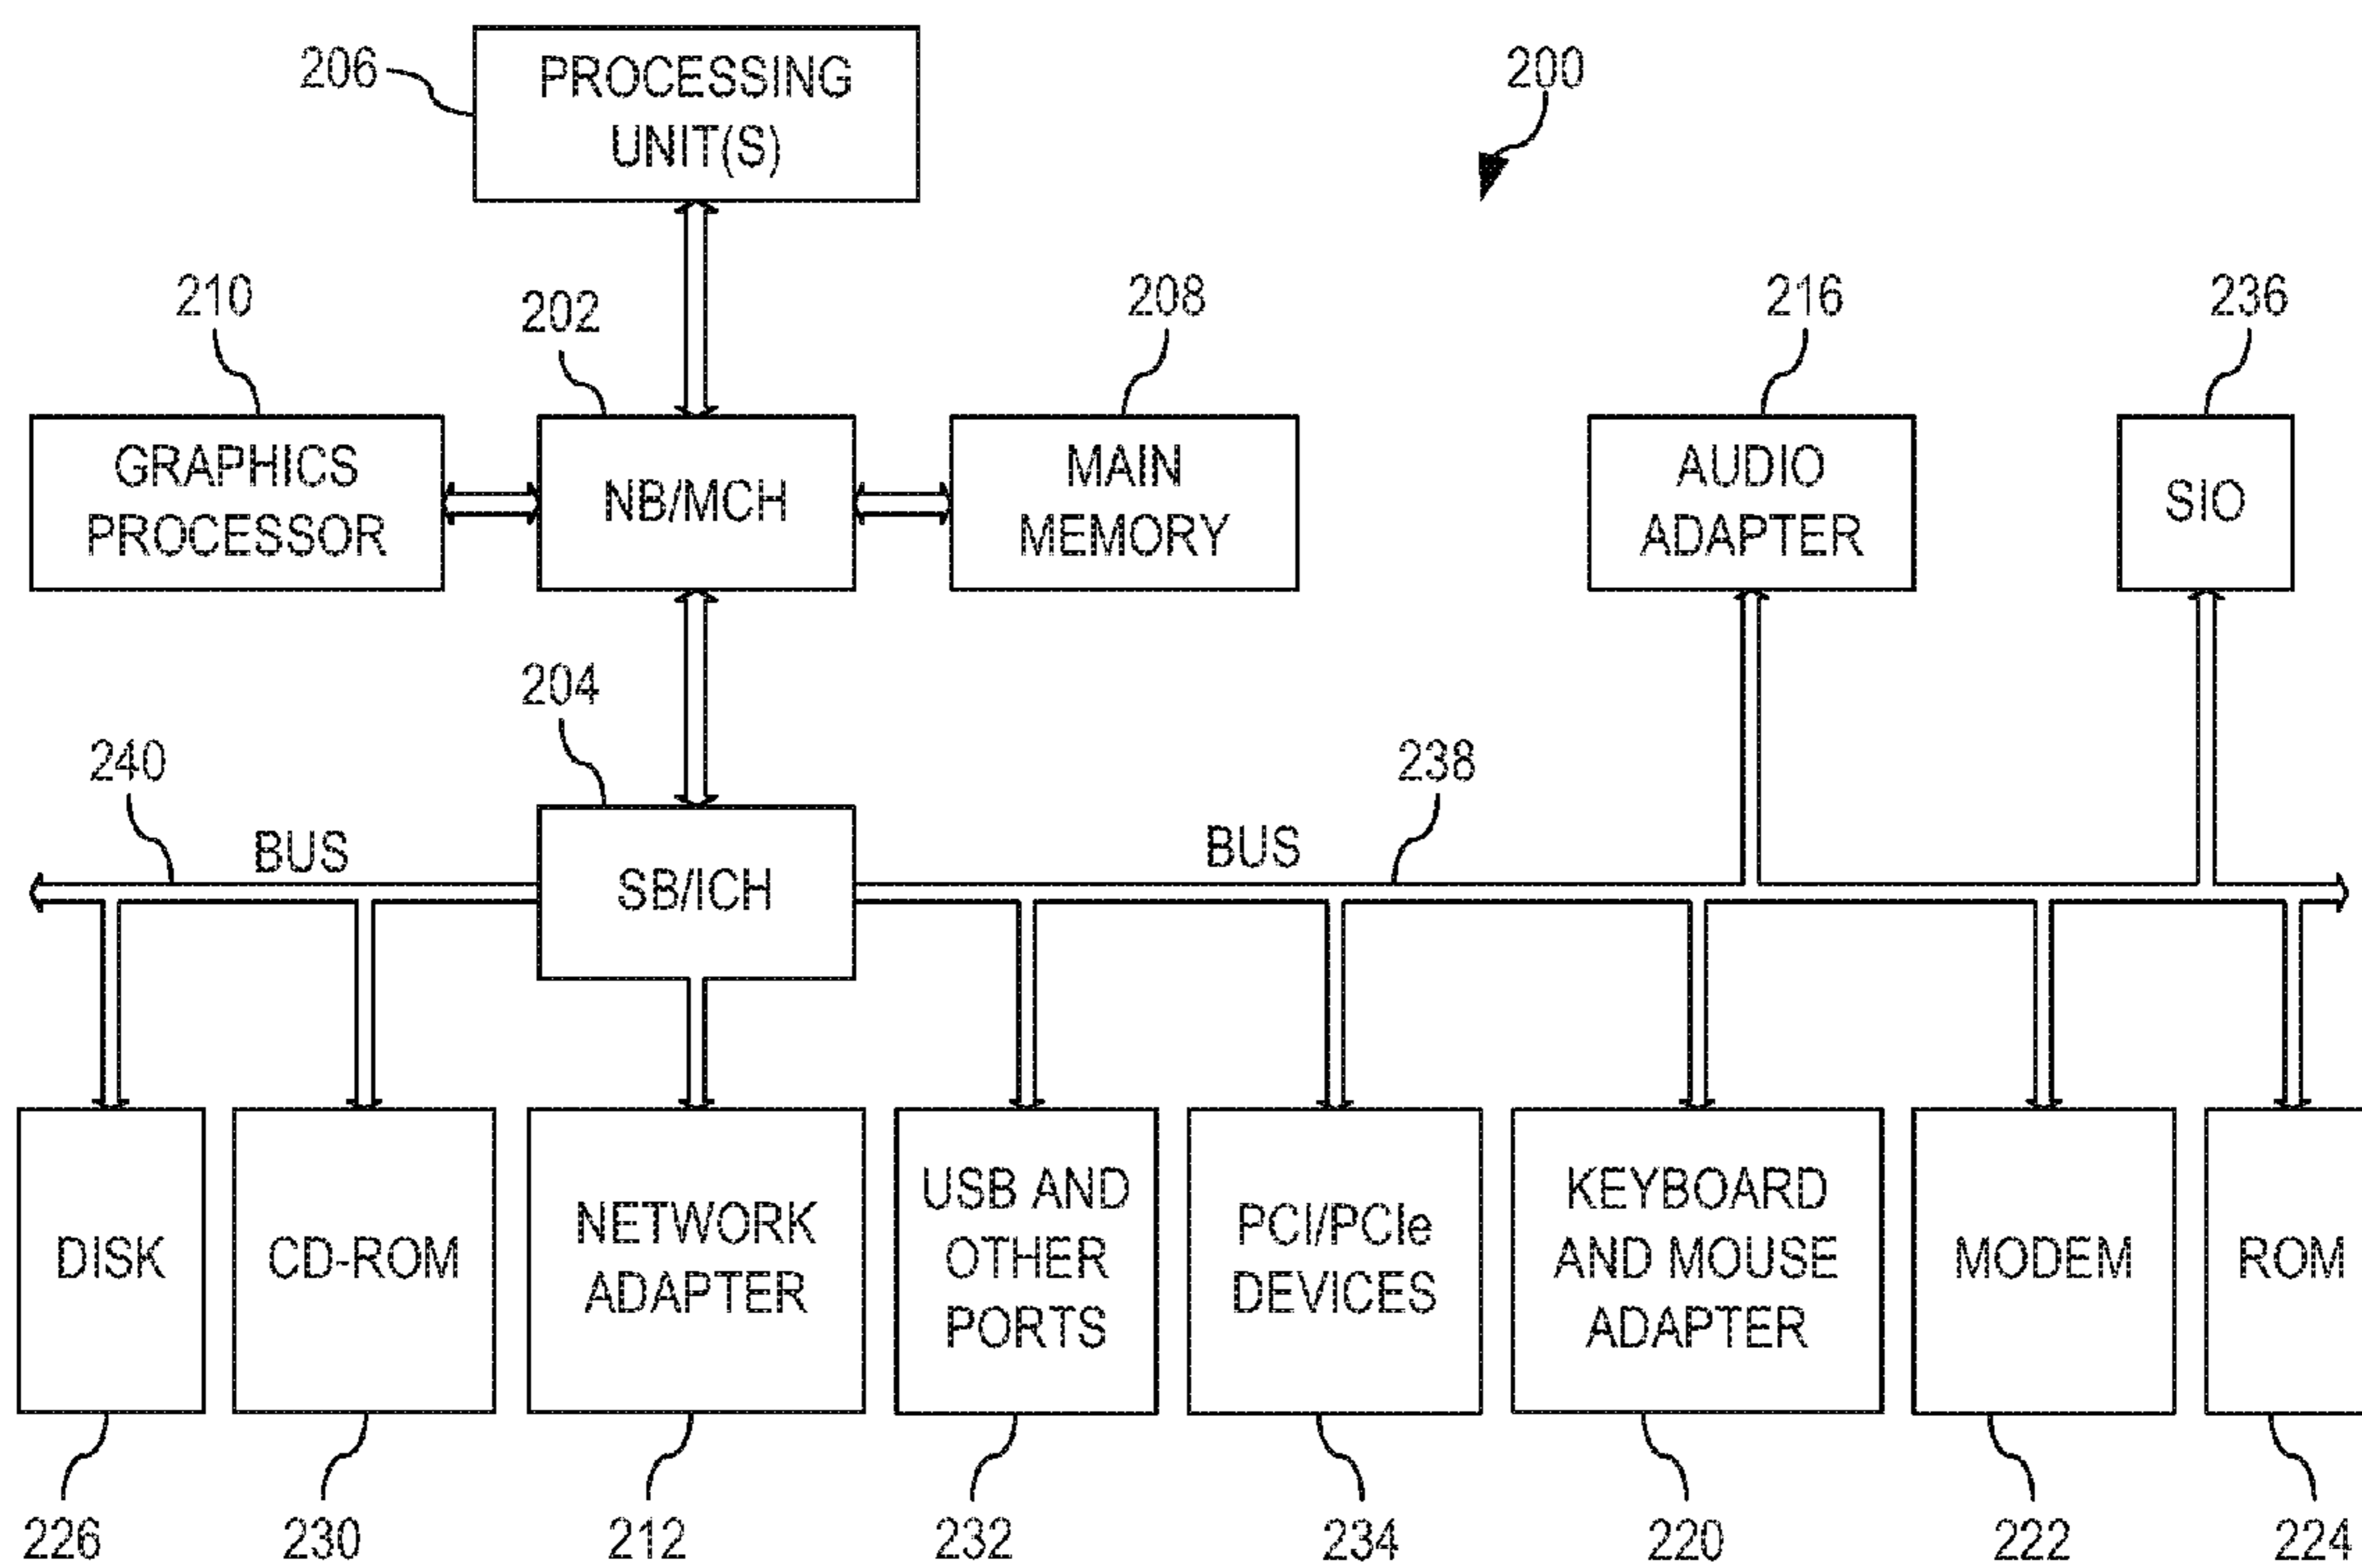 206
PROCESSING
UNIT(S)
200
210
202
208
216
236
GRAPHICS
PROCESSOR
NB/MCH
MAIN
MEMORY
AUDIO
ADAPTER
SIO
204
240
238
BUS
BUS
SB/ICH
DISK
CD-ROM
NETWORK
ADAPTER
USB AND
OTHER
PORTS
PCI/PCIe
DEVICES
KEYBOARD
AND MOUSE
ADAPTER
MODEM
ROM
226
230
212
232
234
220
222
224